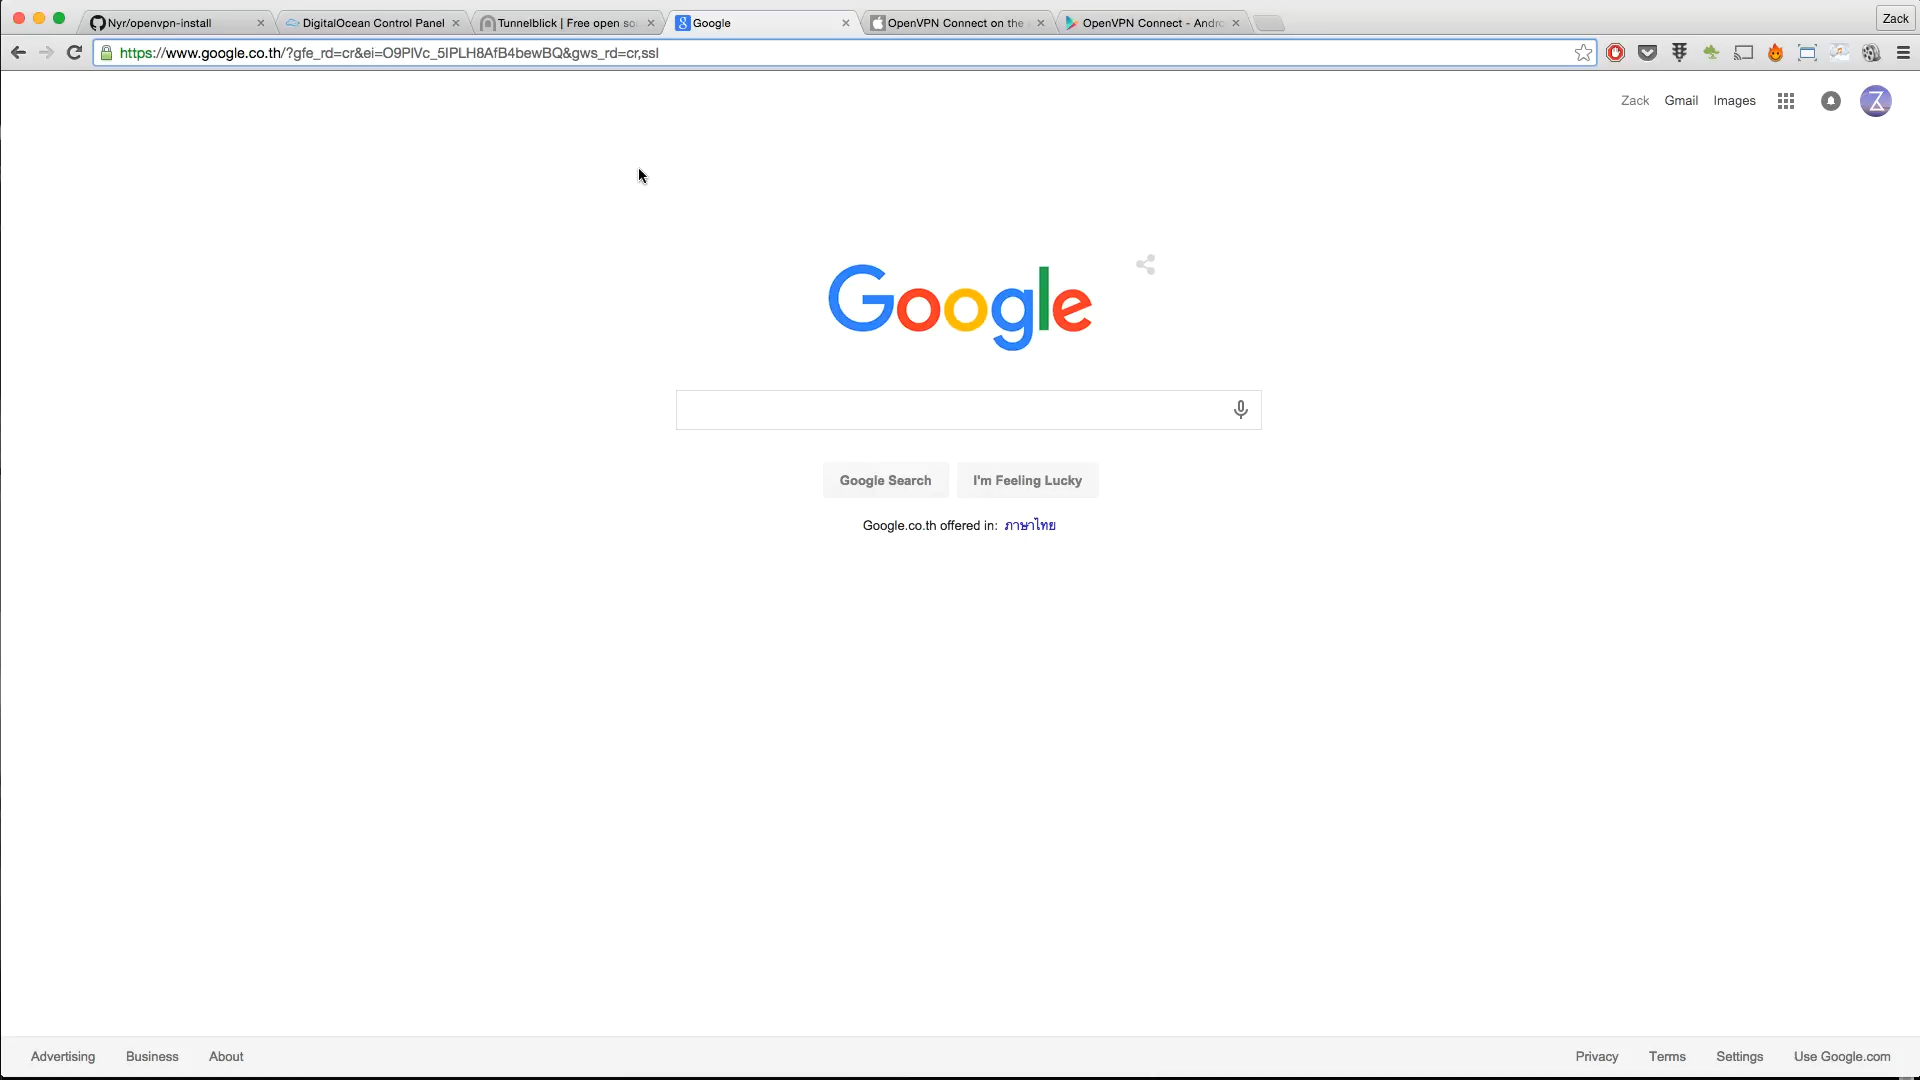 Nyr/openvpn-install
DigitalOcean Control Panel
Tunnelblick | Free open so
Google
OpenVPN Connect on the
OpenVPN Connect - Andro
Zack
https://www.google.co.th/?gfe_rd=cr&ei=O9PlVc_5IPLH8AfB4bewBQ&gws_rd=cr,ssl
Zack
Gmail
Images
Z
Google
Google Search
I'm Feeling Lucky
Google.co.th offered in: ภาษาไทย
Advertising
Business
About
Privacy
Terms
Settings
Use Google.com